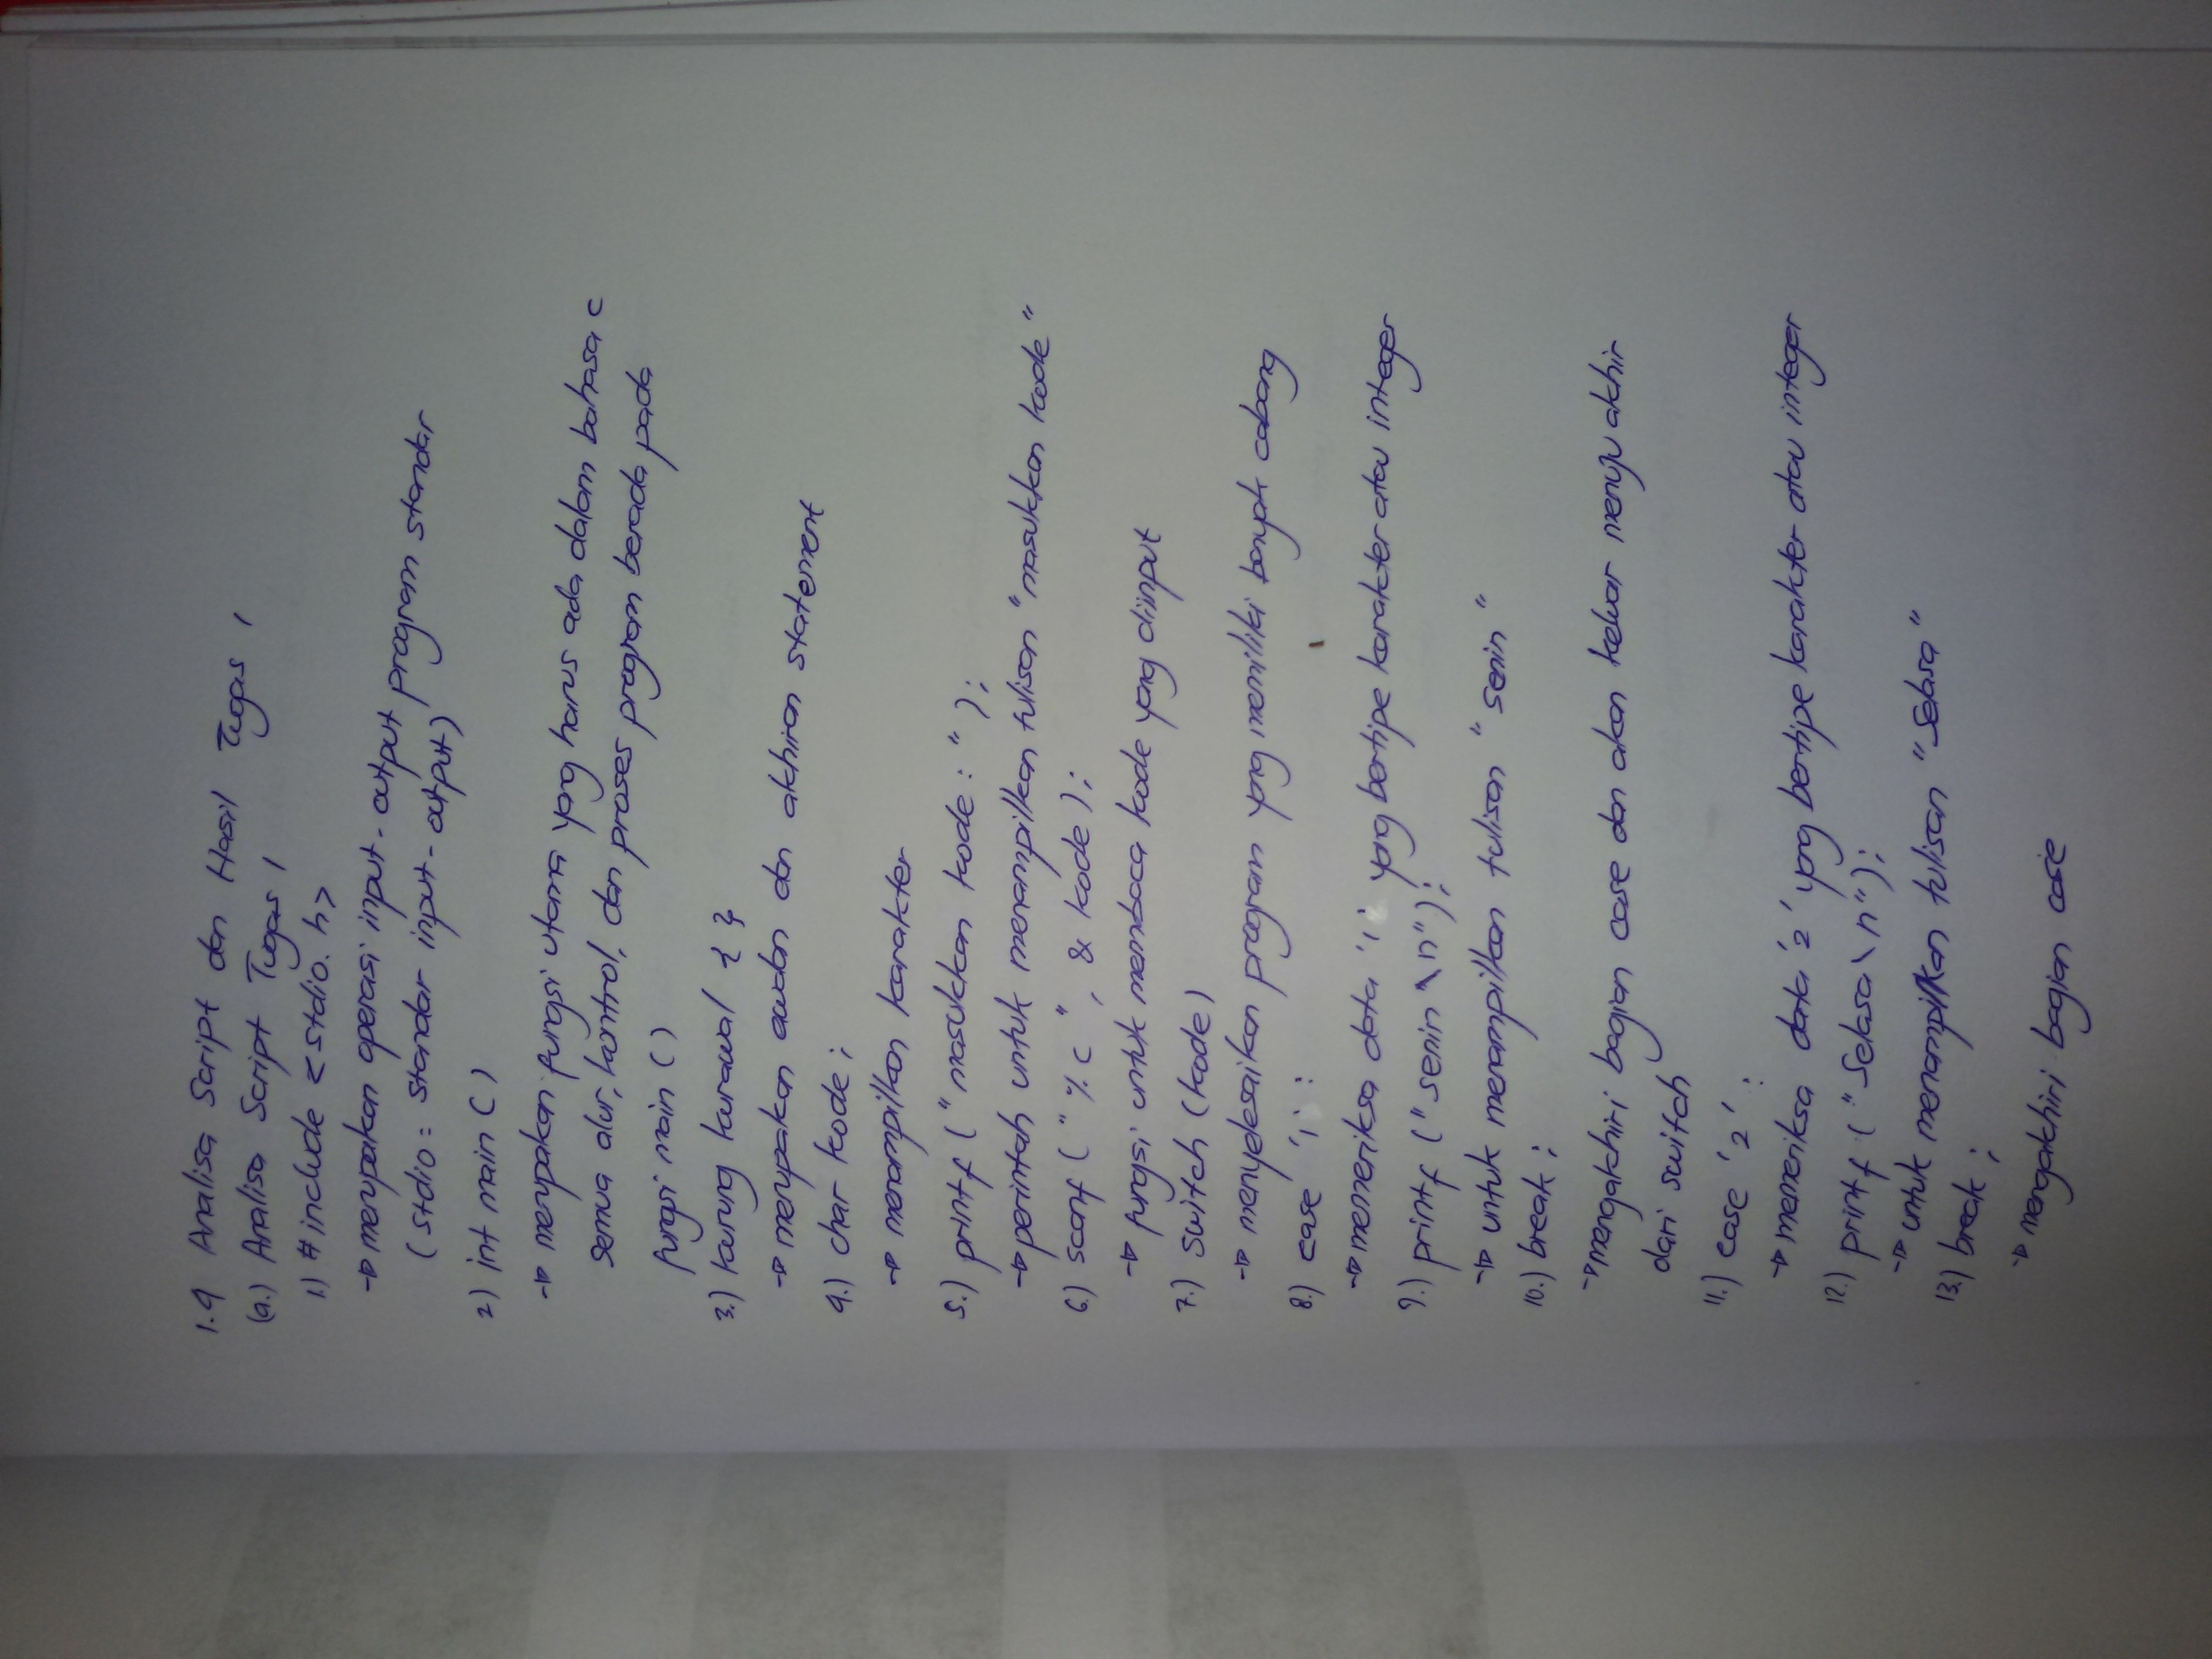 1.4 Analisa Script dan Hasil Tugas 1
(a.) Analisa Script Tugas 1
1.) #include <stdio.h>
→ merupakan operasi input-output program standar
(stdio = standar input-output)
2) int main ()
→ merupakan fungsi utama yang harus ada dalam bahasa c
semua alur, kontrol, dan proses program berada pada
fungsi main ()
3.) kurung kurawal { }
→ merupakan awalan dan akhiran statement
4.) char kode;
→ menampilkan karakter
5.) printf ("masukkan kode : ");
→ perintah untuk menampilkan tulisan "masukkan kode"
6.) scanf ("%c", & kode);
→ fungsi untuk membaca kode yang diinput
7.) switch (kode)
→ menyelesaikan program yang memiliki banyak cabang
8.) case '1' :
→ memeriksa data '1' yang bertipe karakter atau integer
9.) printf ("senin \n");
→ untuk menampilkan tulisan "senin"
10.) break ;
→ mengakhiri bagian case dan akan keluar menuju akhir
dari switch
11.) case '2' :
→ memeriksa data '2' yang bertipe karakter atau integer
12.) printf ("Selasa \n");
→ untuk menampilkan tulisan "Selasa"
13.) break ;
→ mengakhiri bagian case